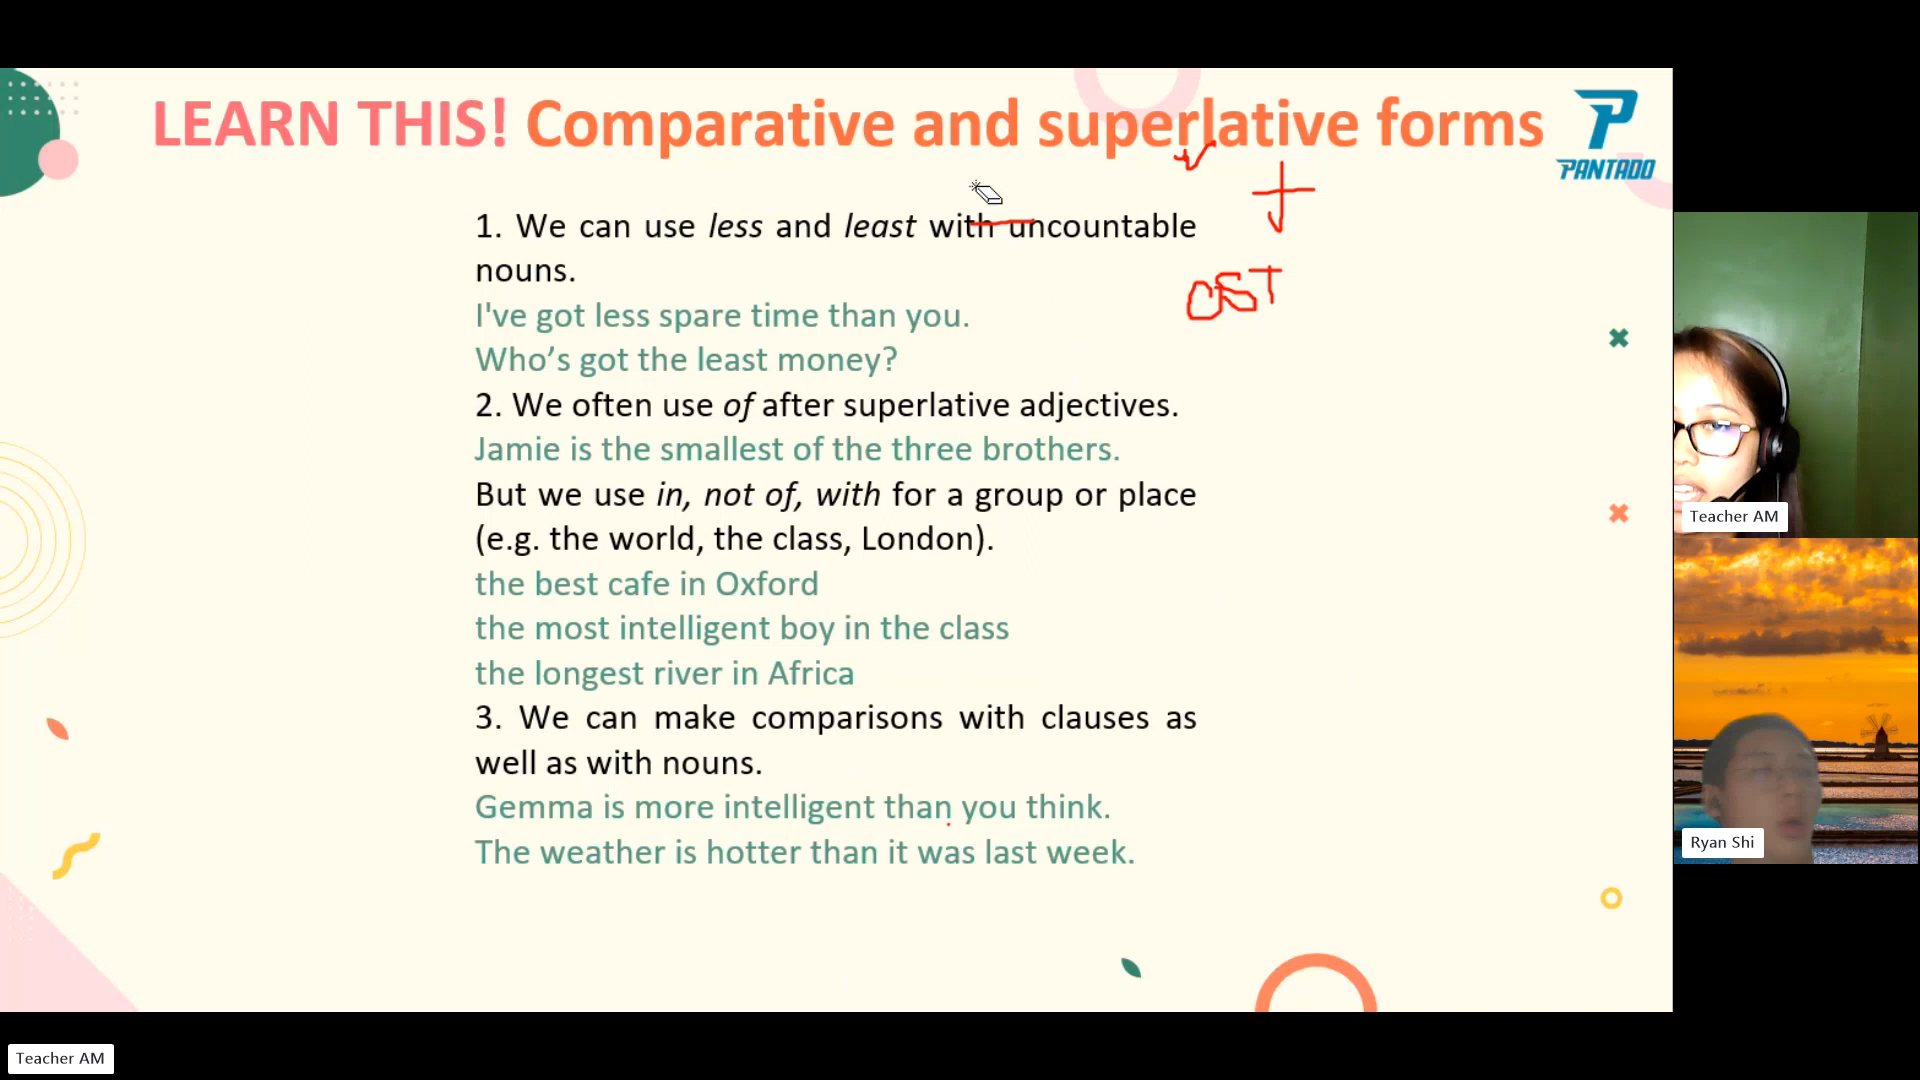 LEARN THIS! Comparative and superlative forms
PANTADO
1. We can use less and least with uncountable
nouns.
I've got less spare time than you.
Who’s got the least money?
2. We often use of after superlative adjectives.
Jamie is the smallest of the three brothers.
But we use in, not of, with for a group or place
(e.g. the world, the class, London).
the best cafe in Oxford
the most intelligent boy in the class
the longest river in Africa
3. We can make comparisons with clauses as
well as with nouns.
Gemma is more intelligent than you think.
The weather is hotter than it was last week.
Teacher AM
Ryan Shi
Teacher AM